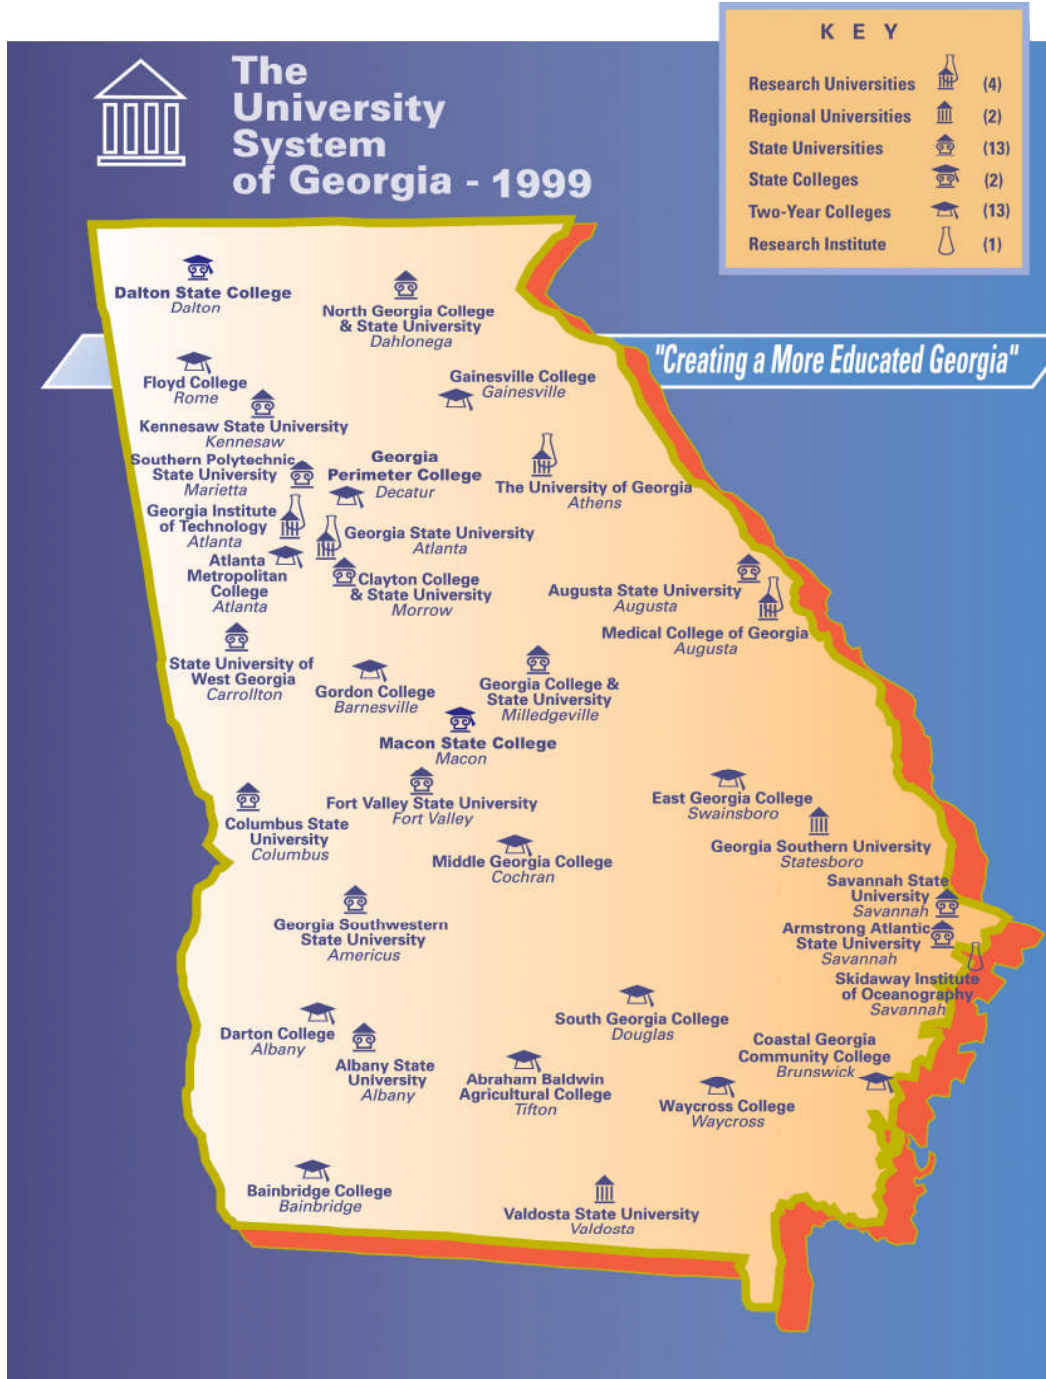 The
University
System
of Georgia - 1999
K E Y
Research Universities (4)
Regional Universities (2)
State Universities (13)
State Colleges (2)
Two-Year Colleges (13)
Research Institute (1)
"Creating a More Educated Georgia"
Dalton State College
Dalton
North Georgia College
& State University
Dahlonega
Floyd College
Rome
Gainesville College
Gainesville
Kennesaw State University
Kennesaw
Southern Polytechnic
State University
Marietta
Georgia
Perimeter College
Decatur
The University of Georgia
Athens
Georgia Institute
of Technology
Atlanta
Georgia State University
Atlanta
Atlanta
Metropolitan
College
Atlanta
Clayton College
& State University
Morrow
Augusta State University
Augusta
Medical College of Georgia
Augusta
State University of
West Georgia
Carrollton
Gordon College
Barnesville
Georgia College &
State University
Milledgeville
Macon State College
Macon
Fort Valley State University
Fort Valley
East Georgia College
Swainsboro
Columbus State
University
Columbus
Middle Georgia College
Cochran
Georgia Southern University
Statesboro
Savannah State
University
Savannah
Georgia Southwestern
State University
Americus
Armstrong Atlantic
State University
Savannah
Skidaway Institute
of Oceanography
Savannah
Darton College
Albany
South Georgia College
Douglas
Coastal Georgia
Community College
Brunswick
Albany State
University
Albany
Abraham Baldwin
Agricultural College
Tifton
Waycross College
Waycross
Bainbridge College
Bainbridge
Valdosta State University
Valdosta